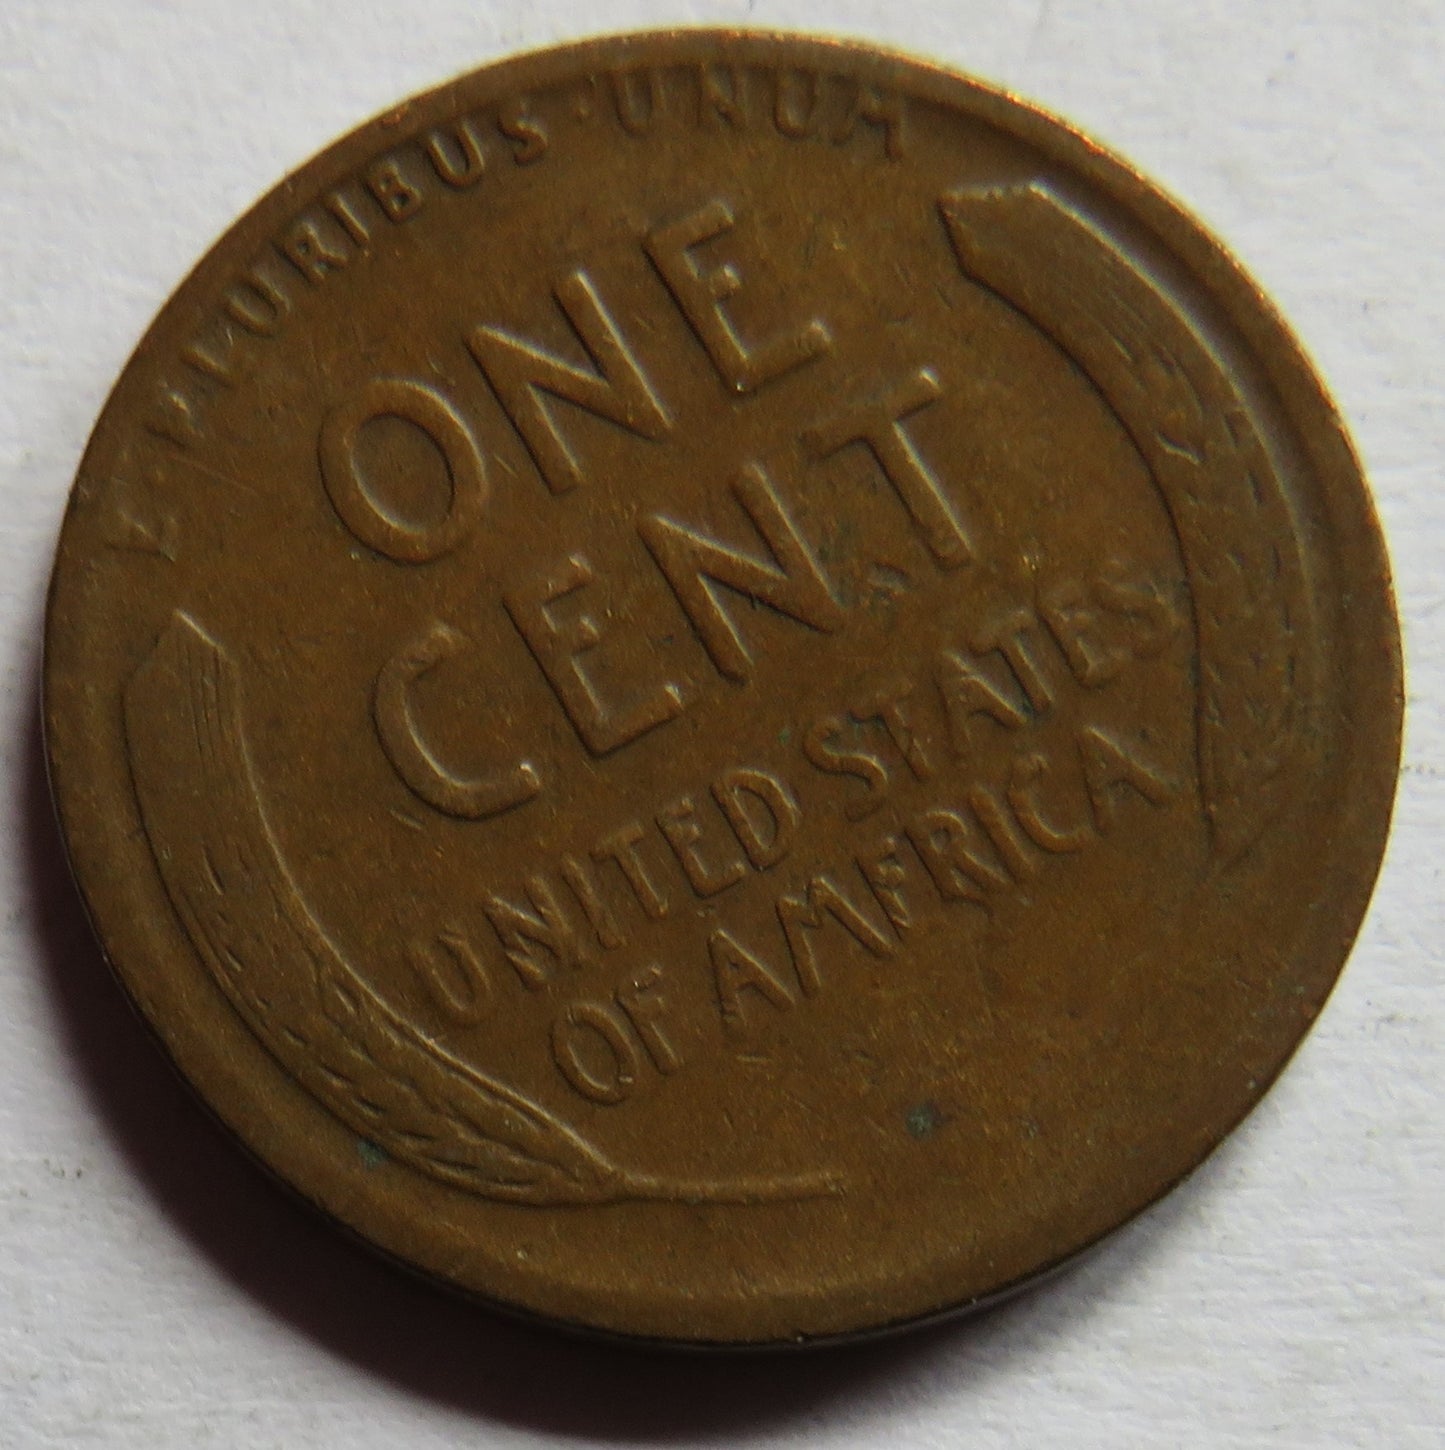 E · PLURIBUS · UNUM
ONE
CENT
UNITED STATES
OF AMERICA